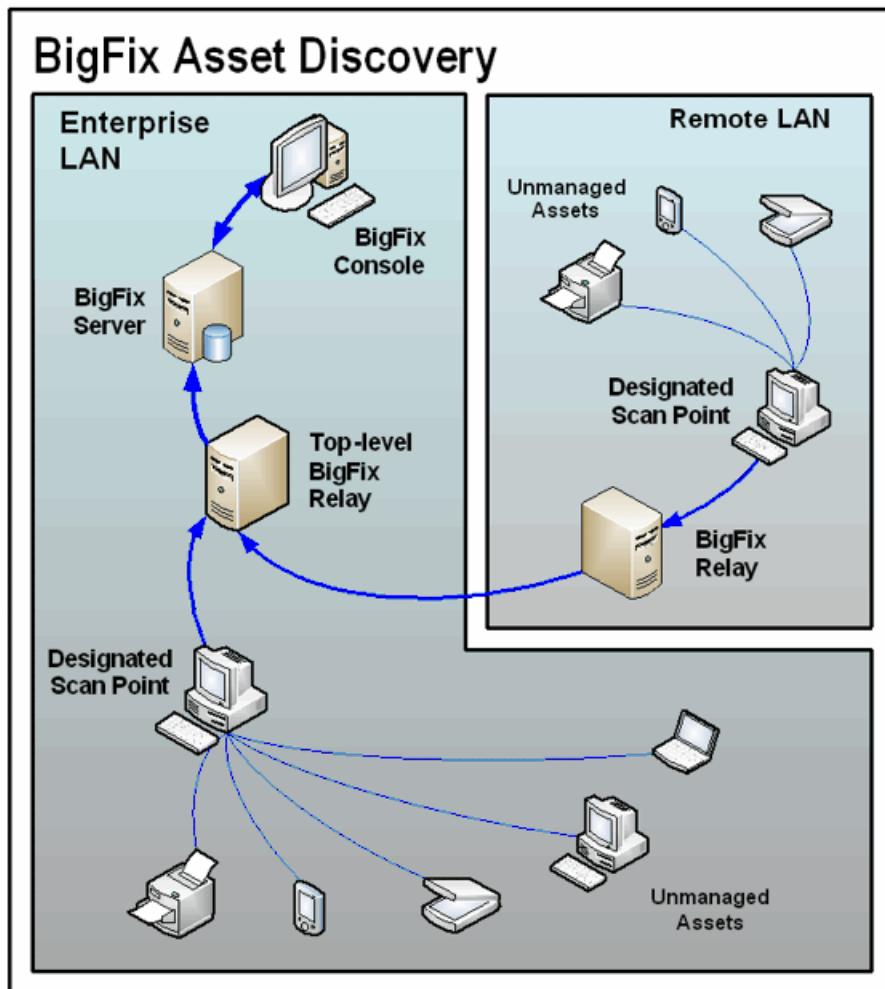 BigFix Asset Discovery
Enterprise
LAN
BigFix
Console
BigFix
Server
Top-level
BigFix
Relay
Designated
Scan Point
Unmanaged
Assets
Remote LAN
Unmanaged
Assets
Designated
Scan Point
BigFix
Relay